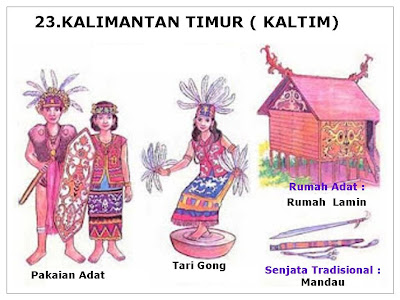 23.KALIMANTAN TIMUR ( KALTIM)
Pakaian Adat
Tari Gong
Rumah Adat :
Rumah Lamin
Senjata Tradisional :
Mandau